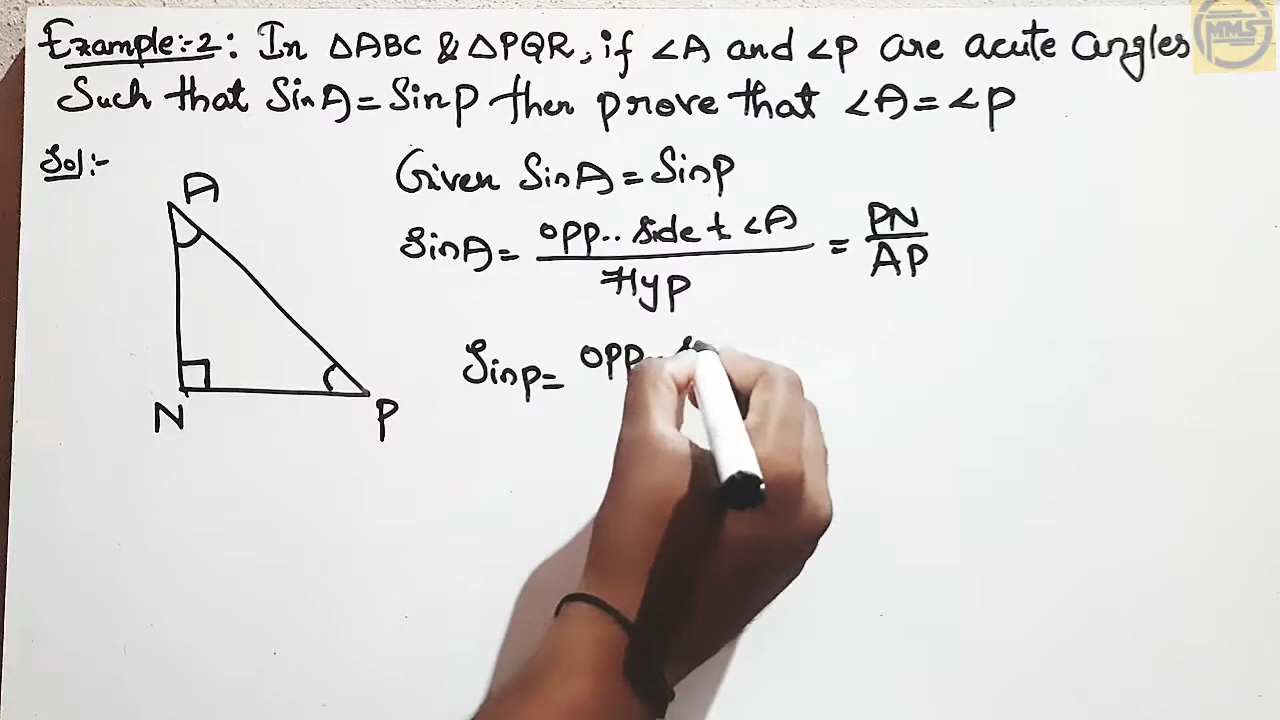 Example:-2: In △ABC & △PQR, if ∠A and ∠P are acute angles
Such that SinA = SinP then prove that ∠A = ∠P
Sol:-
Given SinA = SinP
SinA = opp.. side t ∠A / Hyp = PN / AP
SinP = opp..
A
N
P
MMS